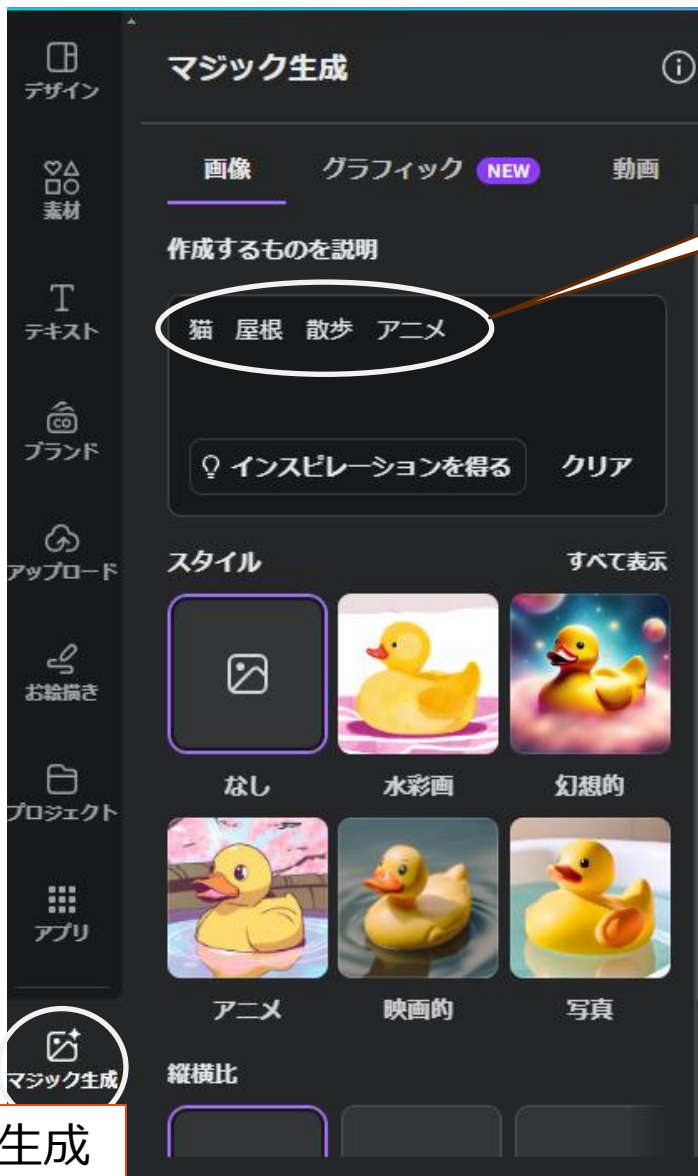 デザイン
素材
テキスト
ブランド
アップロード
お絵描き
プロジェクト
アプリ
マジック生成
生成
マジック生成
画像 グラフィック NEW 動画
作成するものを説明
猫 屋根 散歩 アニメ
インスピレーションを得る クリア
スタイル すべて表示
なし 水彩画 幻想的
アニメ 映画的 写真
縦横比